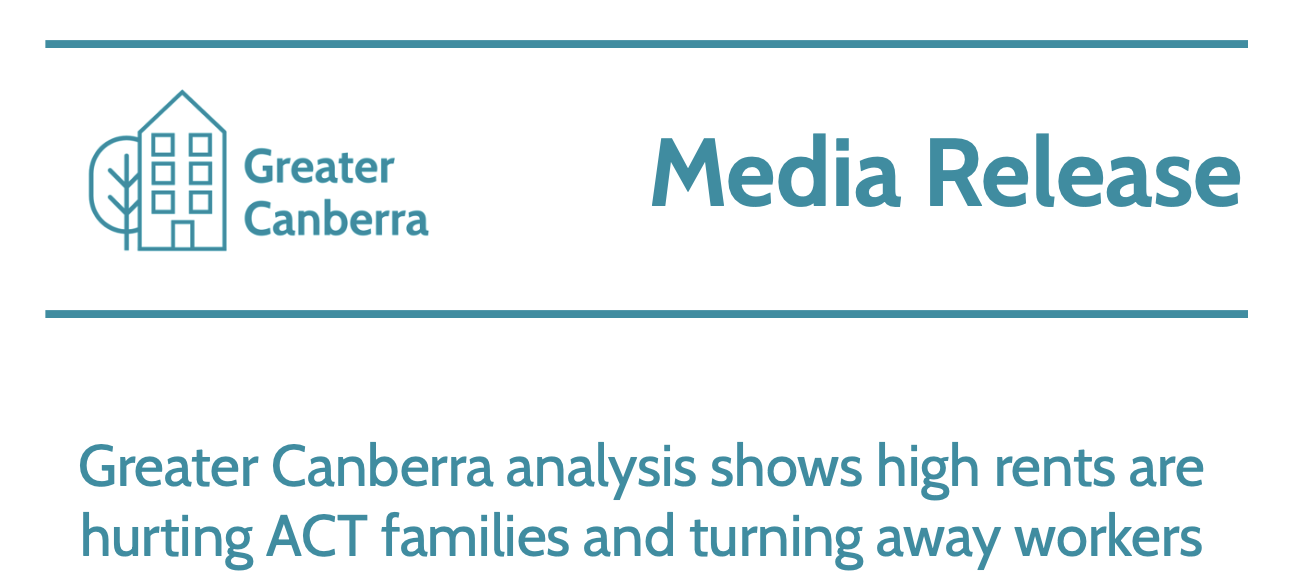 Greater
Canberra
Media Release
Greater Canberra analysis shows high rents are
hurting ACT families and turning away workers